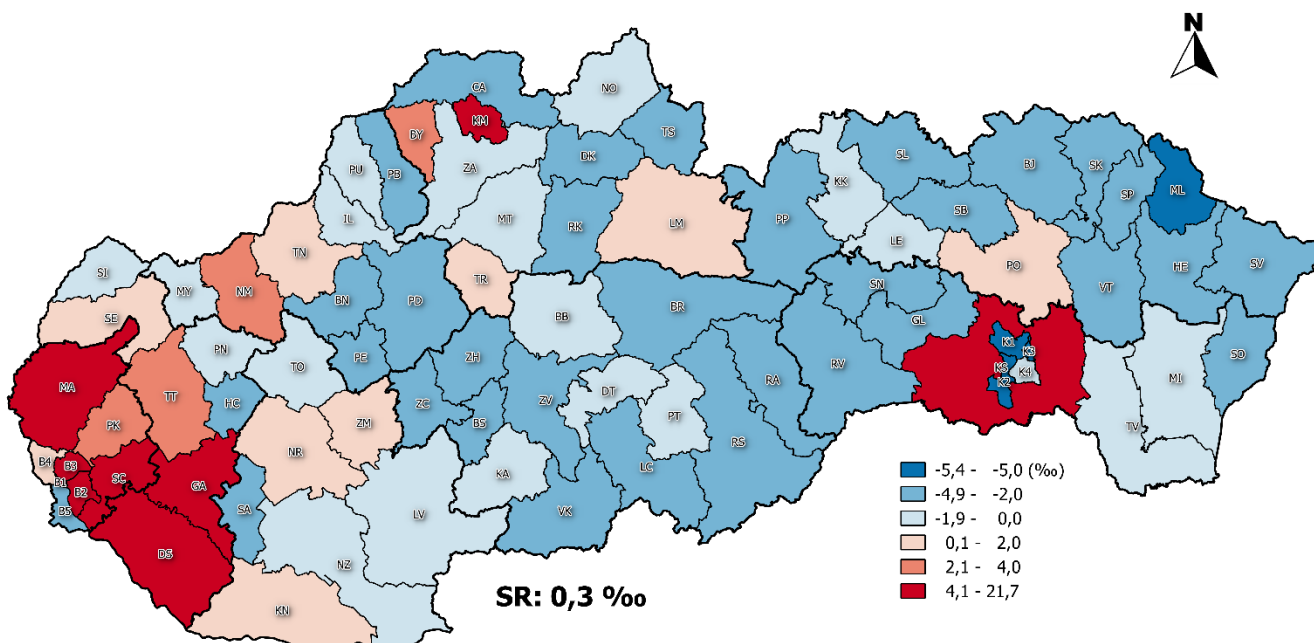 N
CA
NO
KM
BY
TS
PU
PB
ZA
DK
SL
BJ
SK
KK
SP
ML
IL
MT
RK
LM
PP
SB
LE
TN
PO
SI
MY
NM
TR
HE
SV
BN
PD
SN
VT
SE
BR
BB
GL
PN
TO
PE
ZH
K1
K3
MA
RV
KS
K4
SO
TT
HC
ZC
DT
RA
K2
MI
ZV
PK
ZM
BS
PT
TV
NR
RS
B4
B3
KA
LC
B1
B2
SC
GA
B5
SA
LV
VK
DS
NZ
KN
SR: 0,3 ‰
-5,4 - -5,0 (‰)
-4,9 - -2,0
-1,9 - 0,0
0,1 - 2,0
2,1 - 4,0
4,1 - 21,7